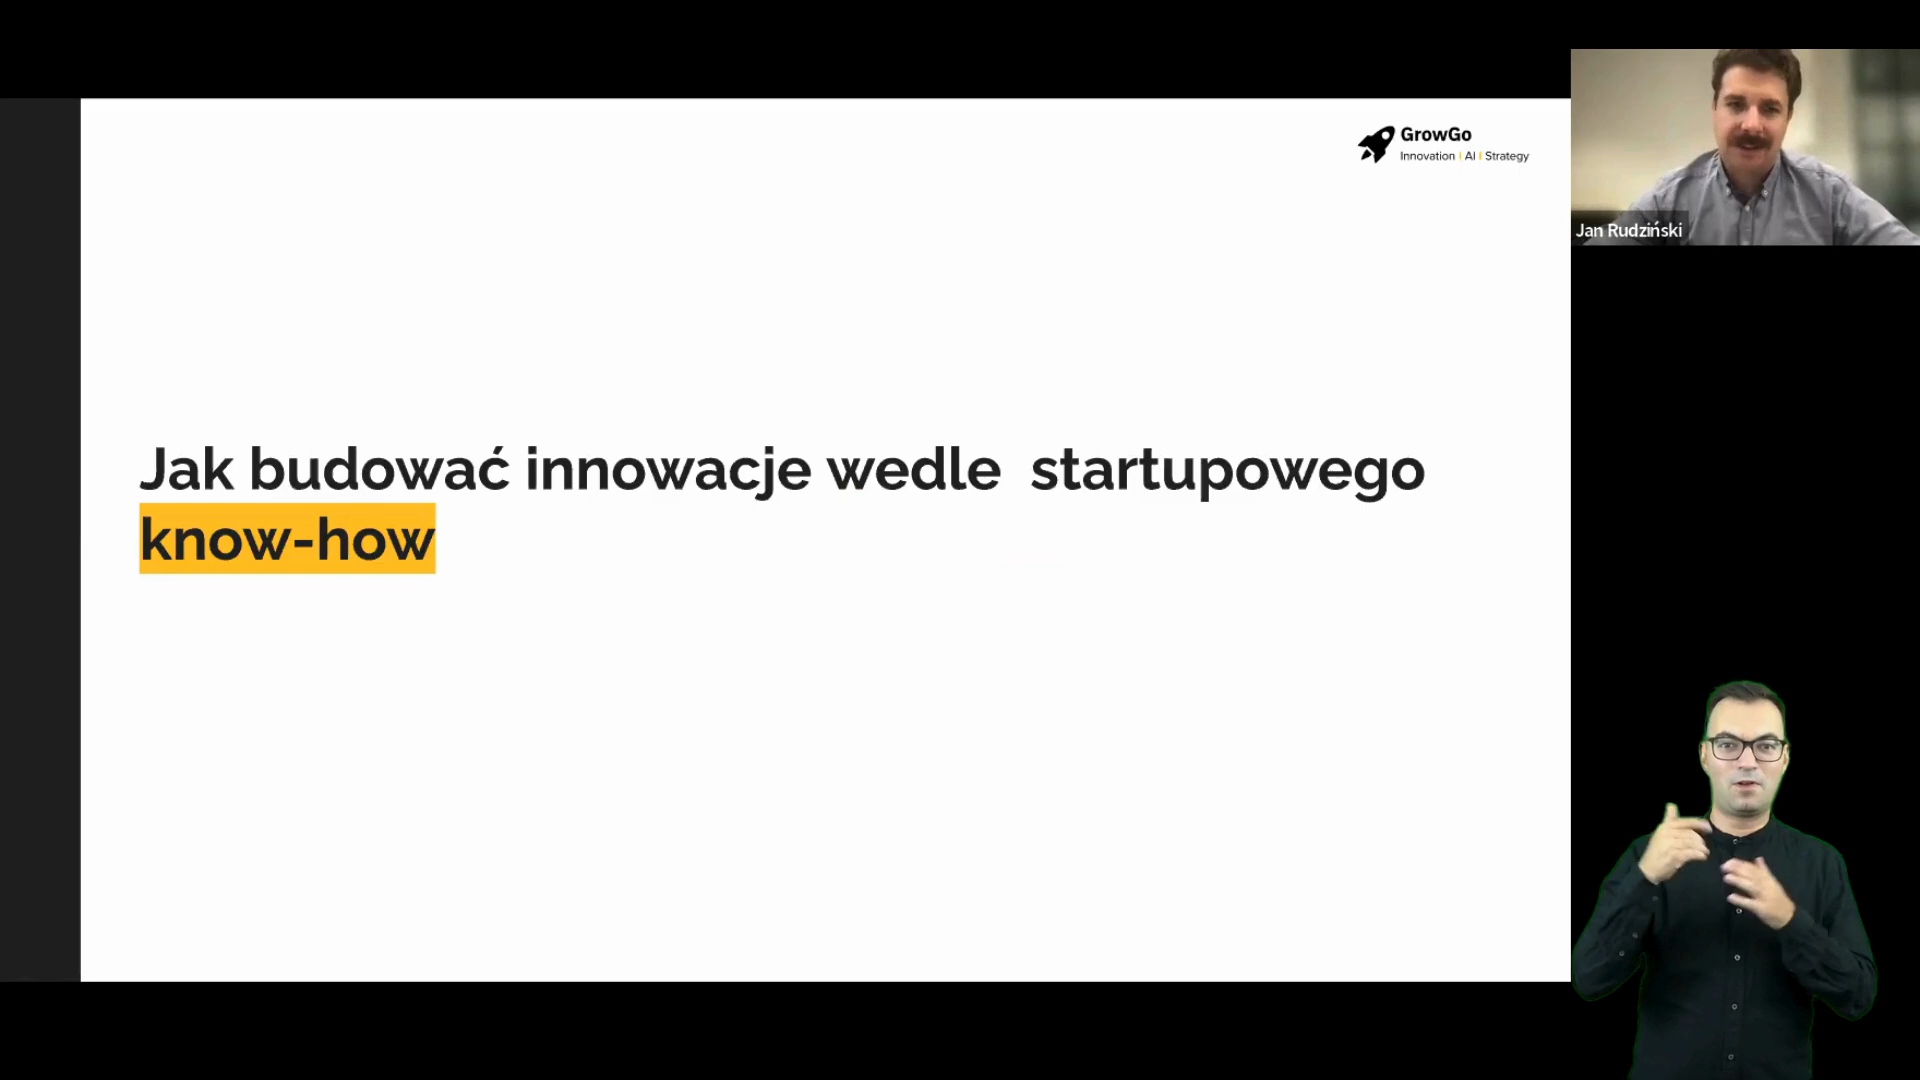 GrowGo
Innovation | AI | Strategy
Jan Rudziński
Jak budować innowacje wedle startupowego
know-how